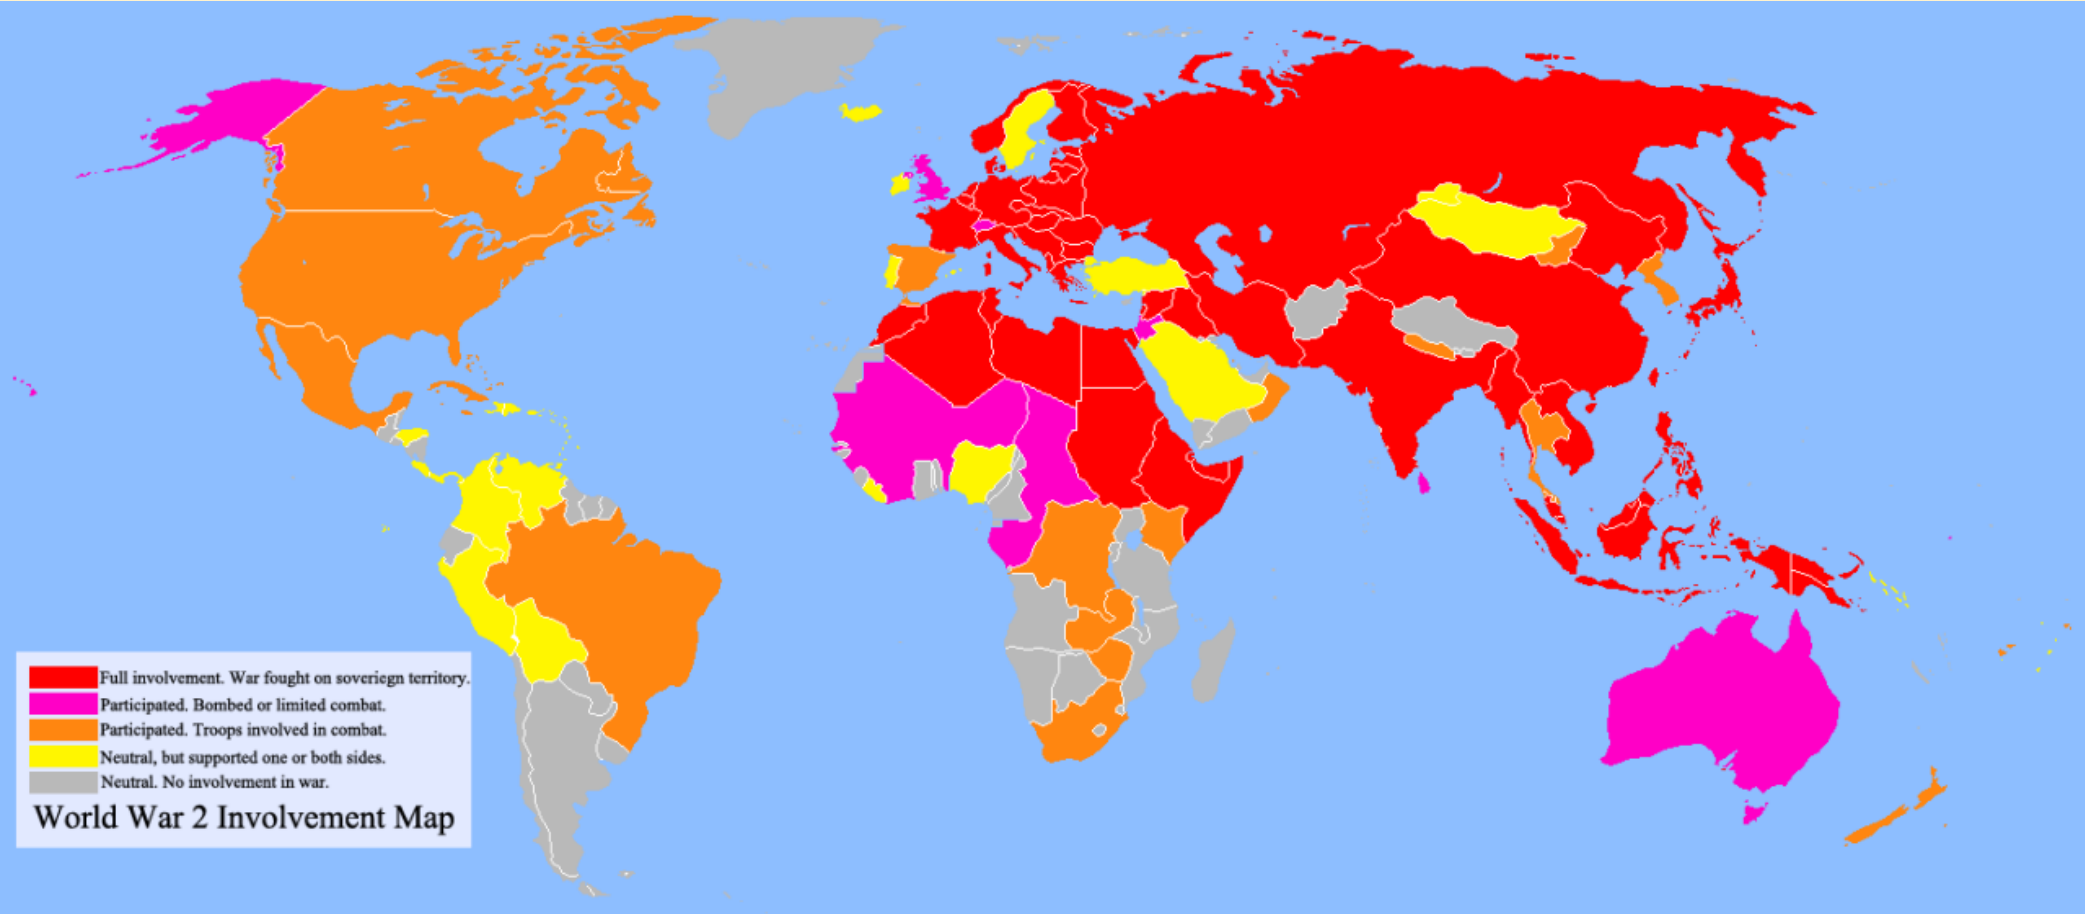 Full involvement. War fought on soveriegn territory.
Participated. Bombed or limited combat.
Participated. Troops involved in combat.
Neutral, but supported one or both sides.
Neutral. No involvement in war.
World War 2 Involvement Map